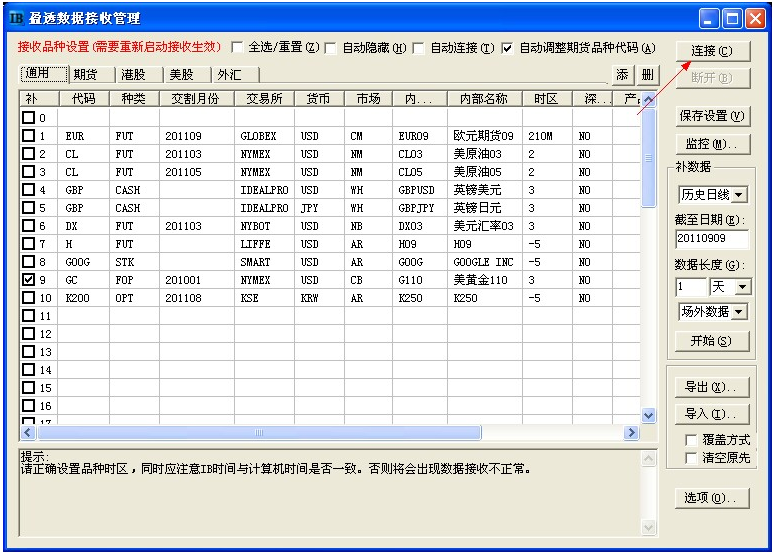 IB 盈透数据接收管理
接收品种设置(需要重新启动接收生效) 全选/重置(Z) 自动隐藏(H) 自动连接(T) 自动调整期货品种代码(A) 连接(C)
通用 期货 港股 美股 外汇 添 删 断开(B)
补 代码 种类 交割月份 交易所 货币 市场 内... 内部名称 时区 深...
0
1 EUR FUT 201109 GLOBEX USD CM EUR09 欧元期货09 210M NO
2 CL FUT 201103 NYMEX USD NM CL03 美原油03 2 NO
3 CL FUT 201105 NYMEX USD NM CL05 美原油05 2 NO
4 GBP CASH IDEALPRO USD WH GBPUSD 英镑美元 3 NO
5 GBP CASH IDEALPRO JPY WH GBPJPY 英镑日元 3 NO
6 DX FUT 201103 NYBOT USD NB DX03 美元汇率03 3 NO
7 H FUT LIFFE USD AR H09 H09 -5 NO
8 GOOG STK SMART USD AR GOOG GOOGLE INC -5 NO
9 GC FOP 201001 NYMEX USD CB G110 美黄金110 3 NO
10 K200 OPT 201108 KSE KRW AR K250 K250 -5 NO
11
12
13
14
15
16
17
保存设置(V)
监控(M)..
补数据
历史日线
截至日期(E):
20110909
数据长度(G):
1 天
场外数据
开始(S)
导出(X)..
导入(I)..
覆盖方式
清空原先
选项(O)..
提示:
请正确设置品种时区，同时应注意IB时间与计算机时间是否一致。否则将会出现数据接收不正常。